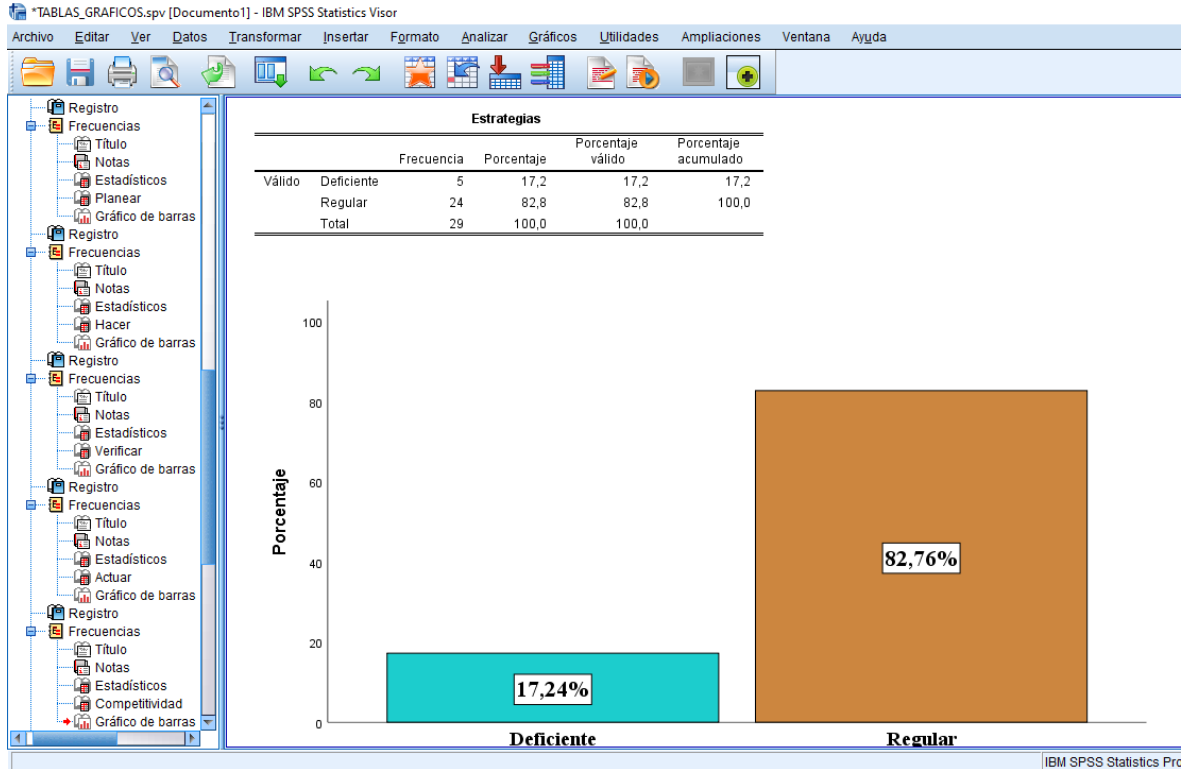 *TABLAS_GRAFICOS.spv [Documento1] - IBM SPSS Statistics Visor
Archivo Editar Ver Datos Transformar Insertar Formato Analizar Gráficos Utilidades Ampliaciones Ventana Ayuda
Registro
Frecuencias
Título
Notas
Estadísticos
Planear
Gráfico de barras
Registro
Frecuencias
Título
Notas
Estadísticos
Hacer
Gráfico de barras
Registro
Frecuencias
Título
Notas
Estadísticos
Verificar
Gráfico de barras
Registro
Frecuencias
Título
Notas
Estadísticos
Actuar
Gráfico de barras
Registro
Frecuencias
Título
Notas
Estadísticos
Competitividad
Gráfico de barras
Estrategias
Frecuencia Porcentaje Porcentaje válido Porcentaje acumulado
Válido Deficiente 5 17,2 17,2 17,2
Regular 24 82,8 82,8 100,0
Total 29 100,0 100,0
Porcentaje
100
80
60
40
20
0
17,24%
82,76%
Deficiente Regular
IBM SPSS Statistics Pro